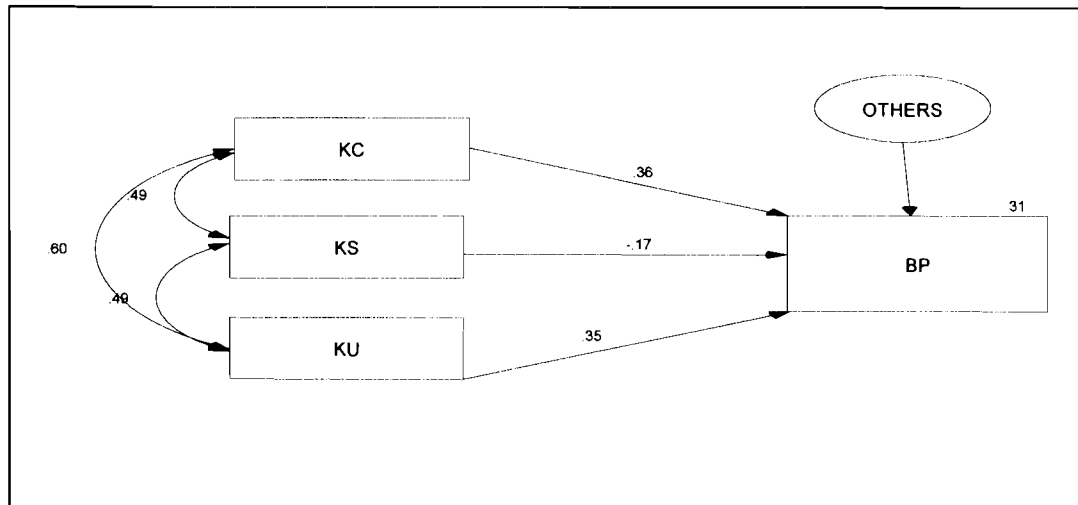 OTHERS
KC
.36
.49
31
KS
-.17
.60
BP
.49
KU
.35